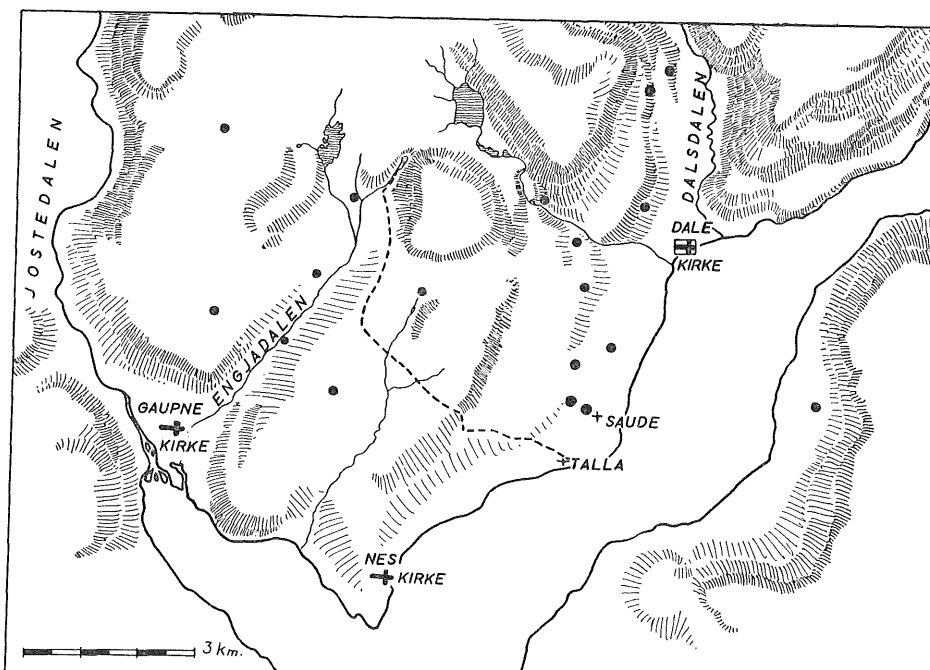 JOSTEDALEN
DALSDALEN
DALE
KIRKE
ENGJADALEN
GAUPNE
KIRKE
SAUDE
TALLA
NES
KIRKE
3 km.